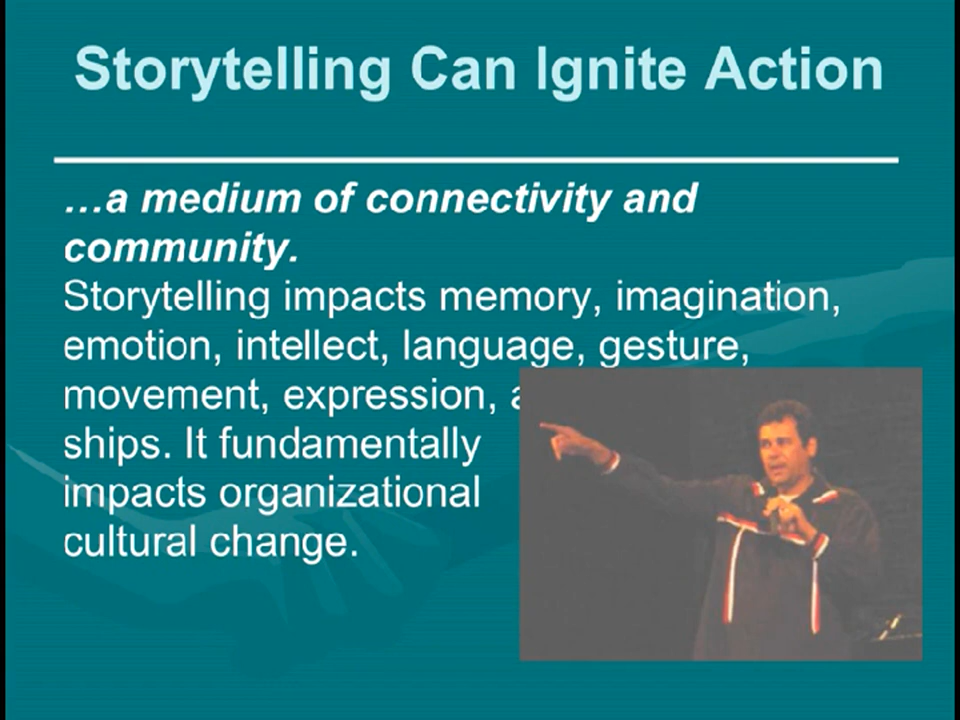 Storytelling Can Ignite Action
…a medium of connectivity and
community.
Storytelling impacts memory, imagination,
emotion, intellect, language, gesture,
movement, expression,
ships. It fundamentally
impacts organizational
cultural change.